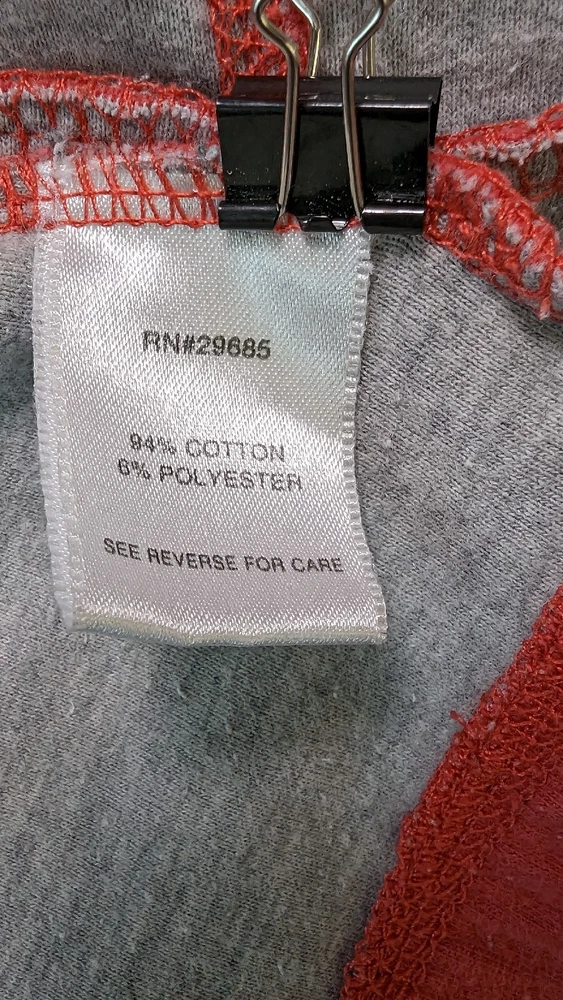 RN#29685
94% COTTON
6% POLYESTER
SEE REVERSE FOR CARE